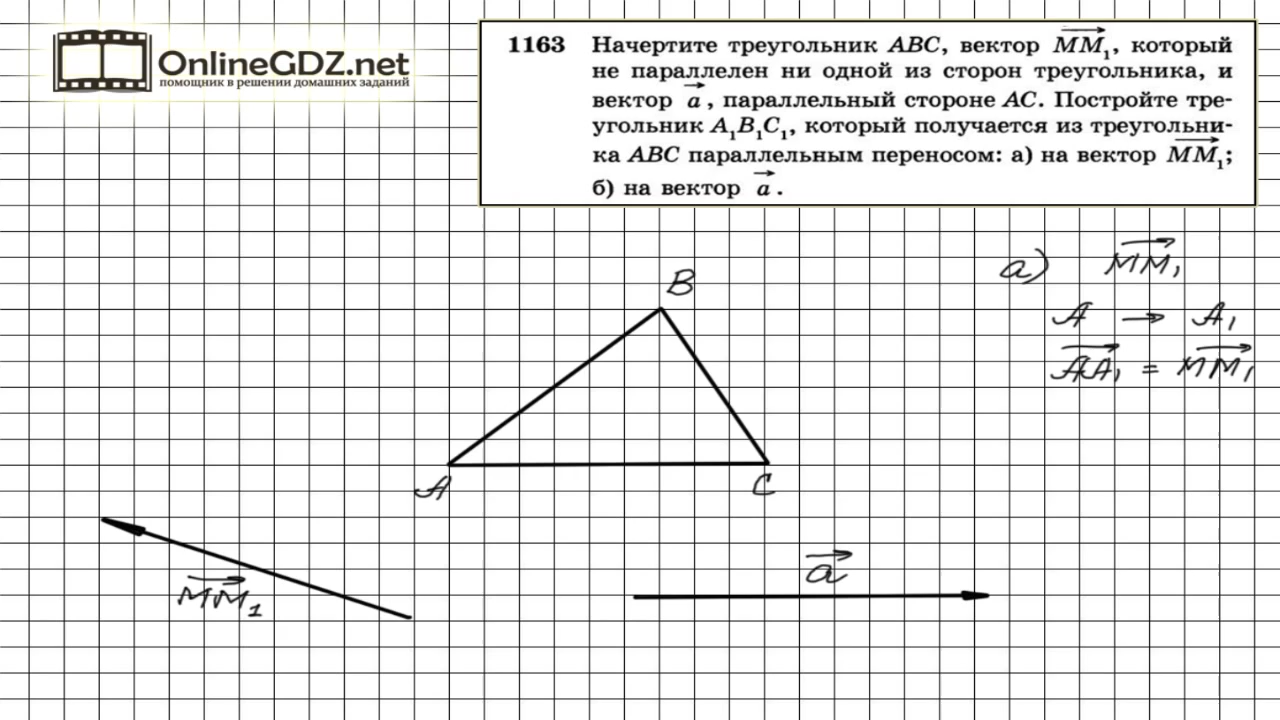 OnlineGDZ.net
помощник в решении домашних заданий
1163 Начертите треугольник ABC, вектор MM₁, который
не параллелен ни одной из сторон треугольника, и
вектор a, параллельный стороне AC. Постройте тре-
угольник A₁B₁C₁, который получается из треугольни-
ка ABC параллельным переносом: а) на вектор MM₁;
б) на вектор a.
а) MM₁
A → A₁
AA₁ = MM₁
B
A
C
MM₁
a